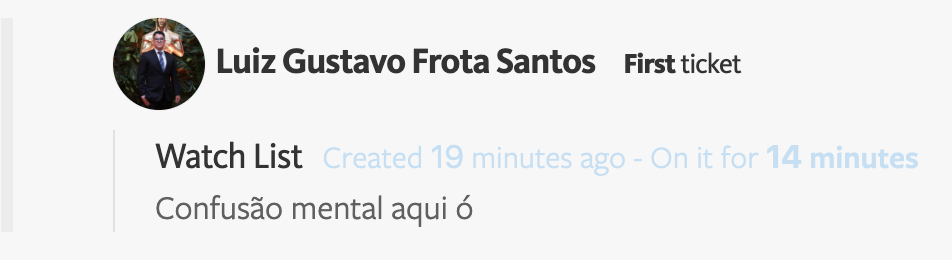 Luiz Gustavo Frota Santos First ticket
Watch List Created 19 minutes ago - On it for 14 minutes
Confusão mental aqui ó